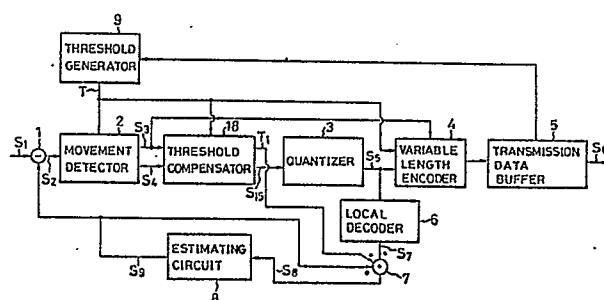 9
THRESHOLD
GENERATOR
T
S1
1
S2
2
MOVEMENT
DETECTOR
S3
S4
18
THRESHOLD
COMPENSATOR
T1
S15
3
QUANTIZER
S5
4
VARIABLE
LENGTH
ENCODER
5
TRANSMISSION
DATA
BUFFER
S6
LOCAL
DECODER
6
S7
7
ESTIMATING
CIRCUIT
8
S8
S9